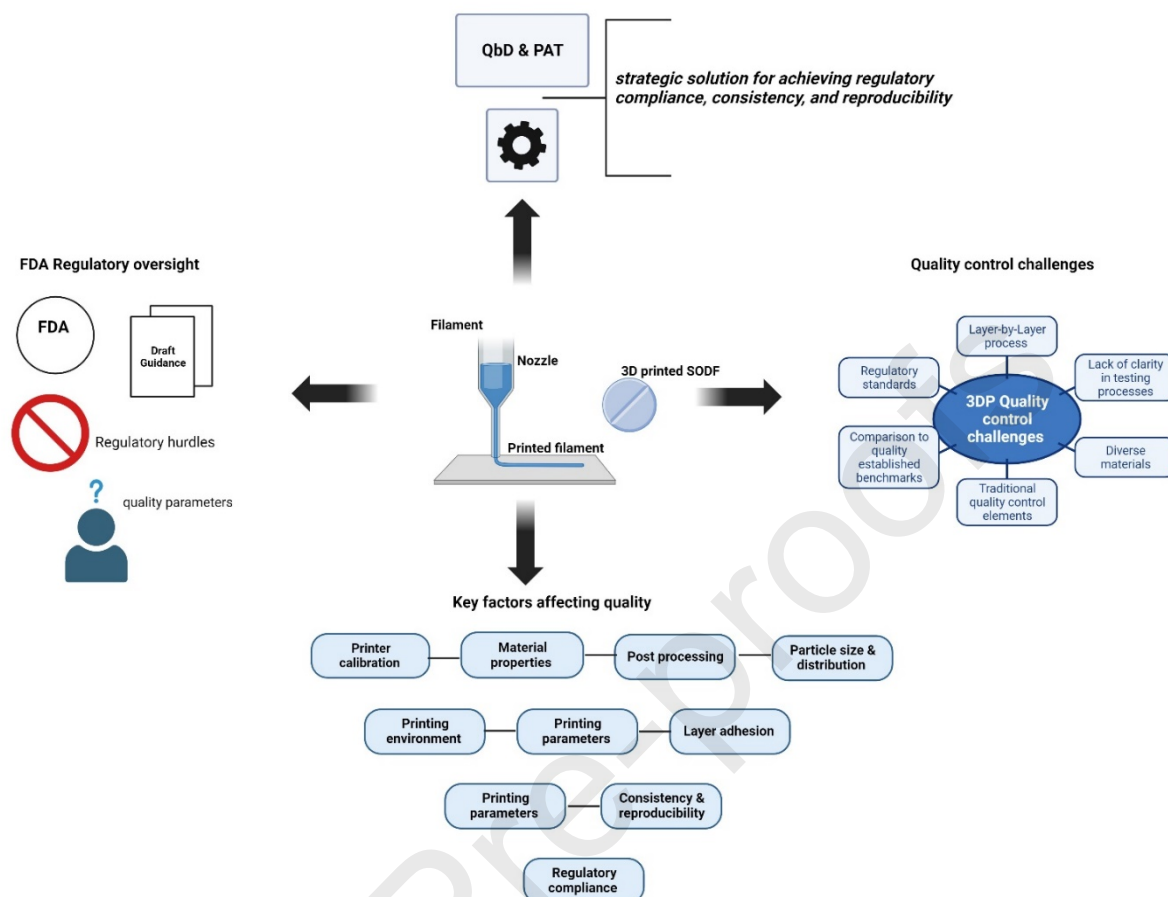 QbD & PAT
strategic solution for achieving regulatory
compliance, consistency, and reproducibility
FDA Regulatory oversight
FDA
Draft
Guidance
Regulatory hurdles
?
quality parameters
Filament
Nozzle
3D printed SODF
Printed filament
Quality control challenges
Layer-by-Layer
process
Regulatory
standards
Lack of clarity
in testing
processes
3DP Quality
control
challenges
Comparison to
quality
established
benchmarks
Diverse
materials
Traditional
quality control
elements
Key factors affecting quality
Printer
calibration
Material
properties
Post processing
Particle size &
distribution
Printing
environment
Printing
parameters
Layer adhesion
Printing
parameters
Consistency &
reproducibility
Regulatory
compliance
Pre-proofs